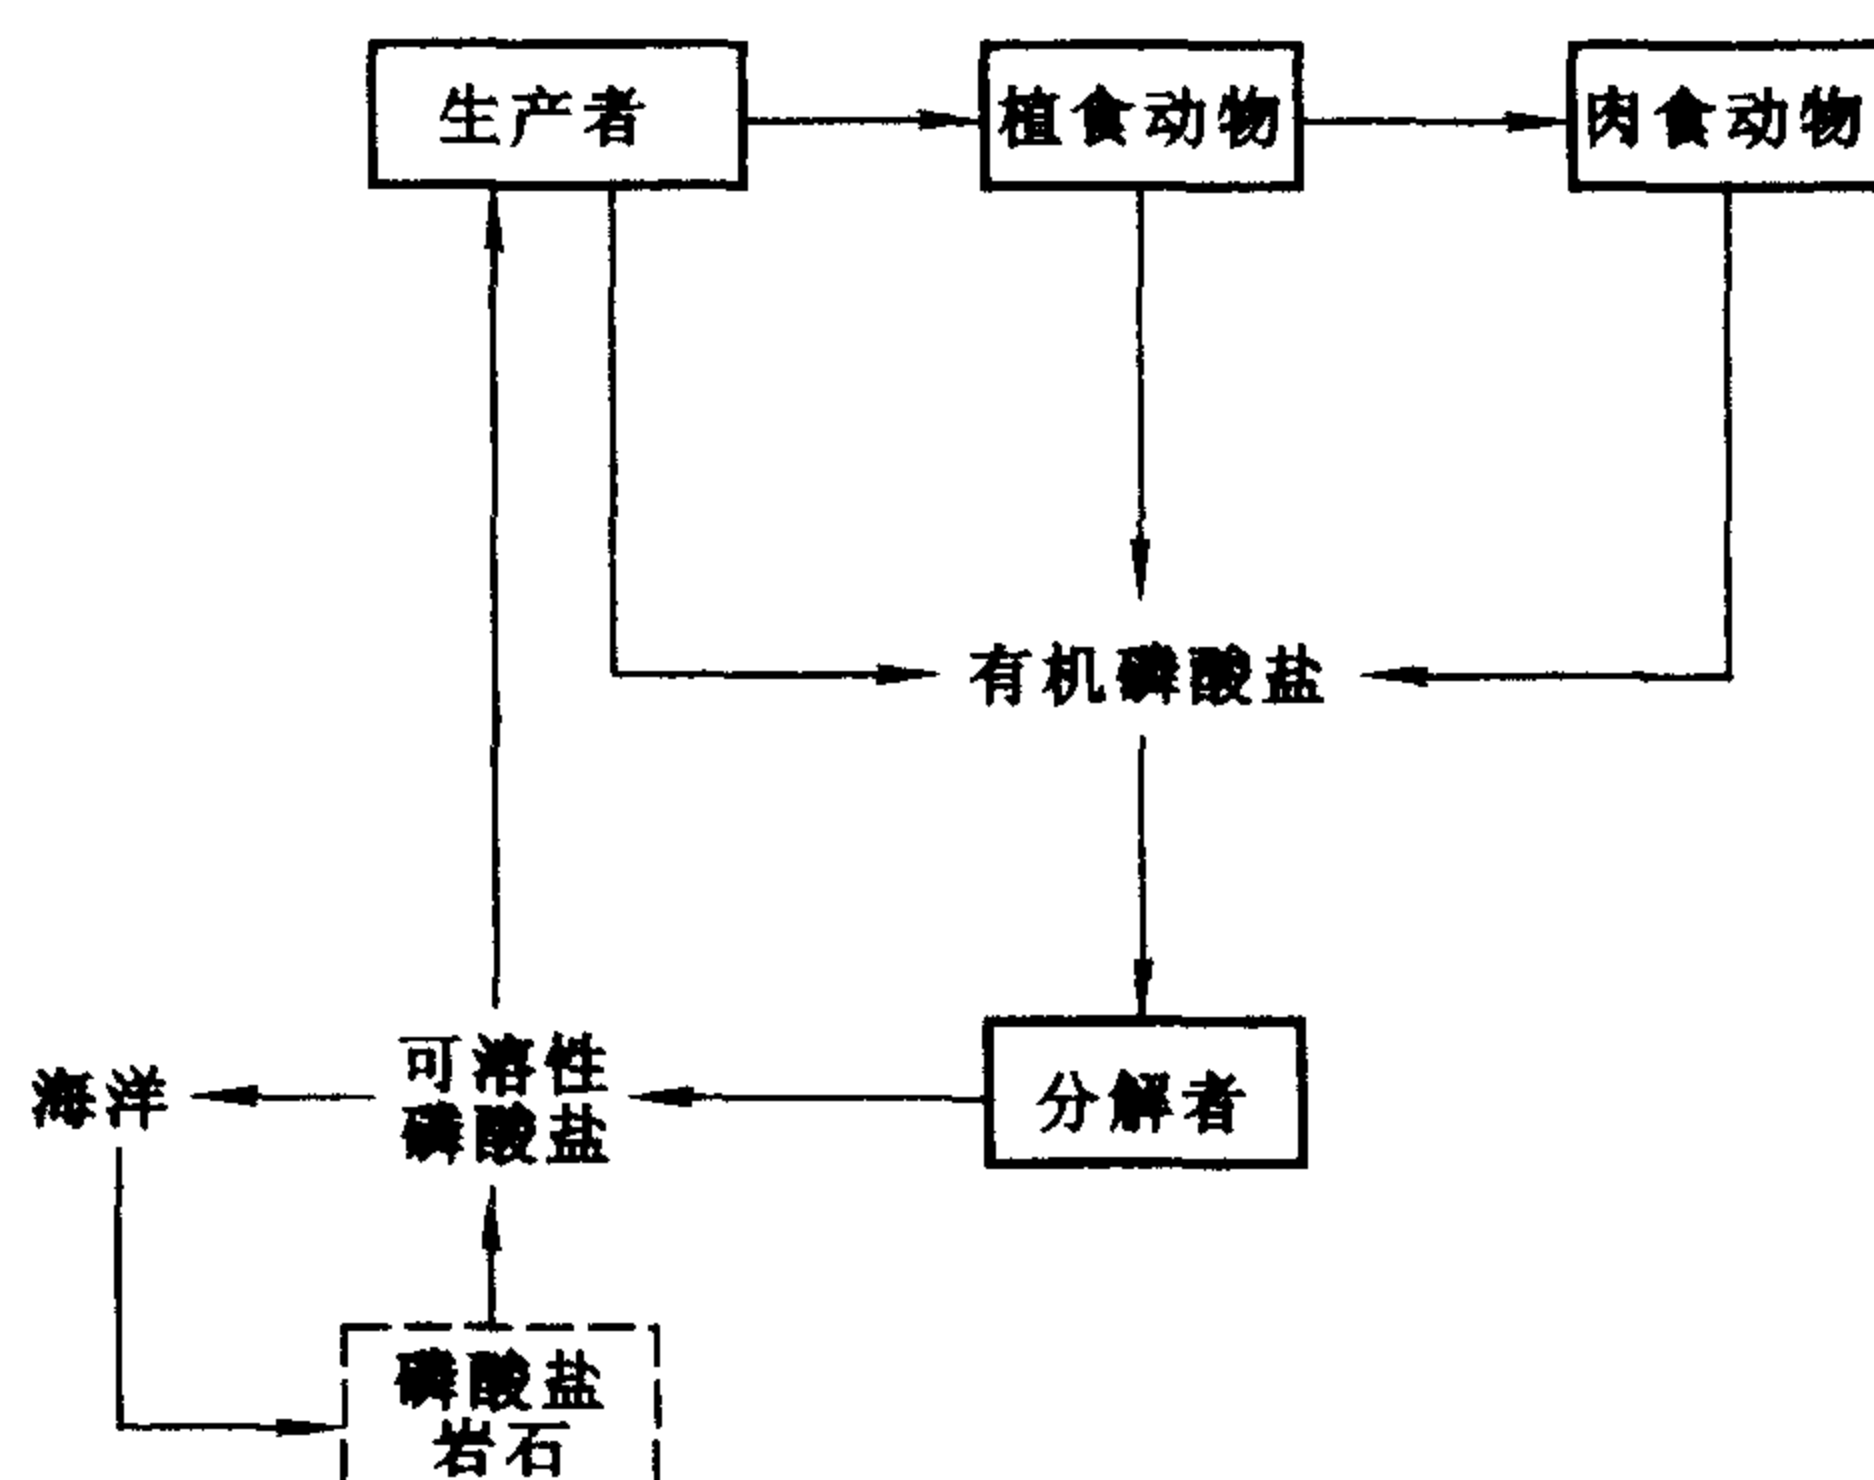 生产者
植食动物
肉食动物
有机磷酸盐
可溶性
磷酸盐
海洋
分解者
磷酸盐
岩石